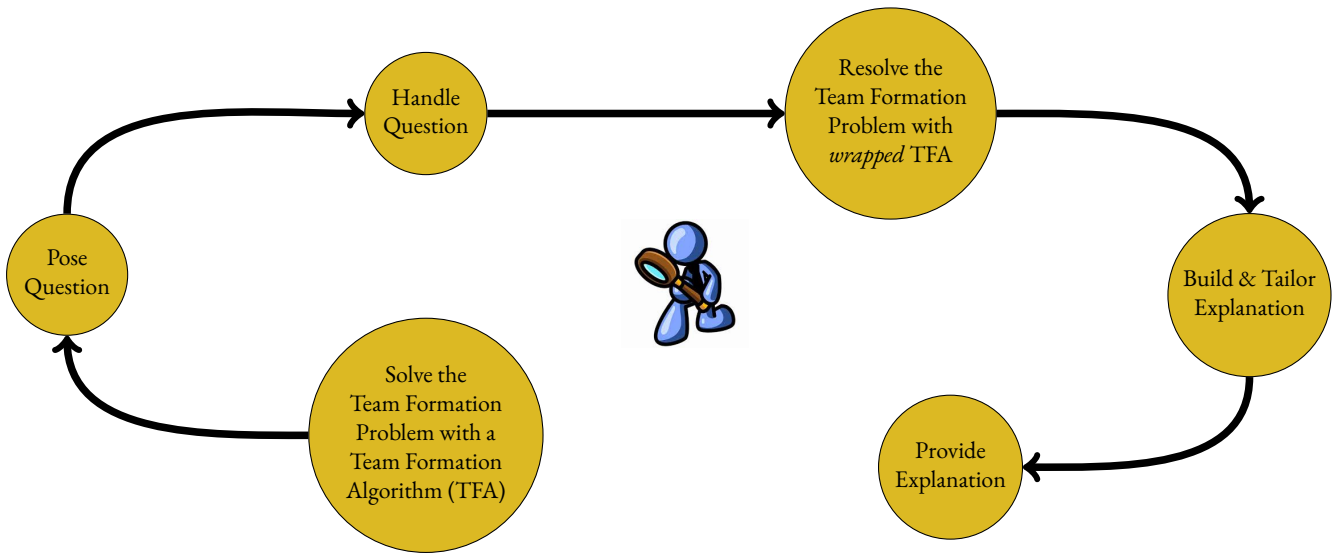 Solve the
Team Formation
Problem with a
Team Formation
Algorithm (TFA)
Pose
Question
Handle
Question
Resolve the
Team Formation
Problem with
wrapped TFA
Build & Tailor
Explanation
Provide
Explanation